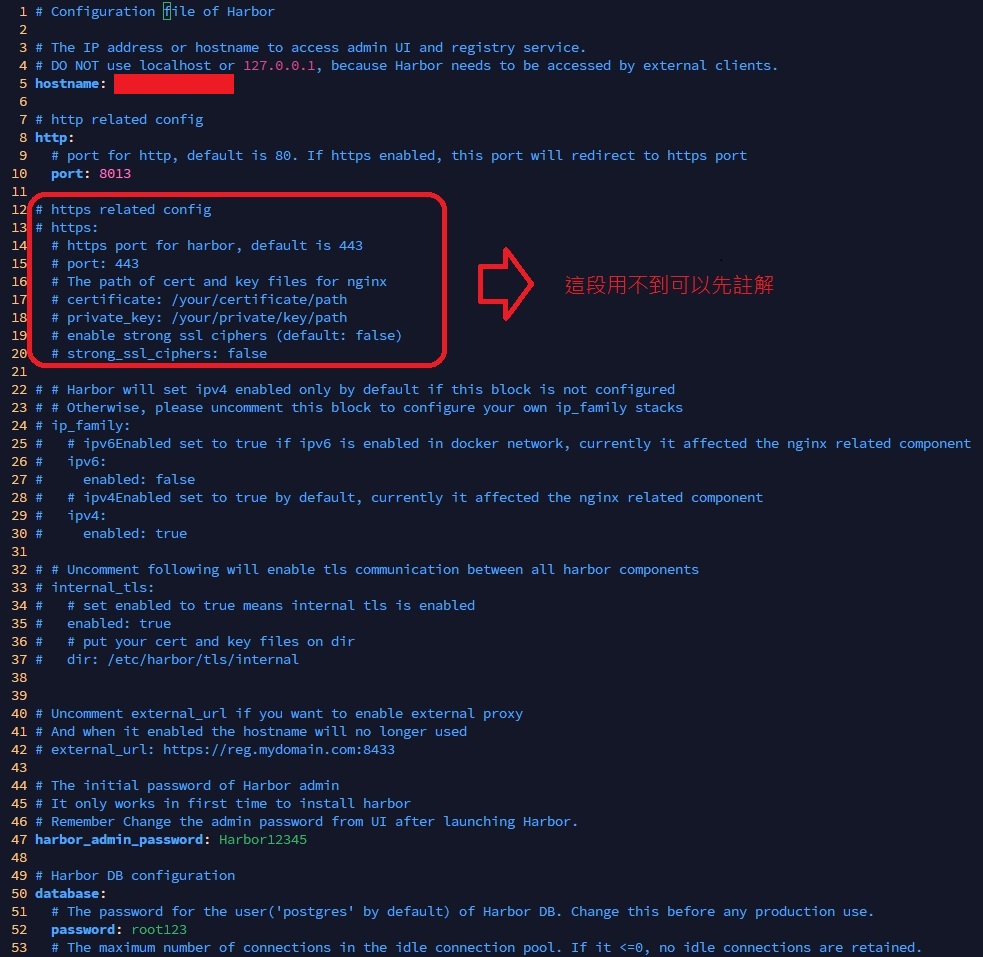 1 # Configuration file of Harbor
2
3 # The IP address or hostname to access admin UI and registry service.
4 # DO NOT use localhost or 127.0.0.1, because Harbor needs to be accessed by external clients.
5 hostname:
6
7 # http related config
8 http:
9   # port for http, default is 80. If https enabled, this port will redirect to https port
10   port: 8013
11
12 # https related config
13 # https:
14   # https port for harbor, default is 443
15   # port: 443
16   # The path of cert and key files for nginx
17   # certificate: /your/certificate/path
18   # private_key: /your/private/key/path
19   # enable strong ssl ciphers (default: false)
20   # strong_ssl_ciphers: false
這段用不到可以先註解
21
22 # # Harbor will set ipv4 enabled only by default if this block is not configured
23 # # Otherwise, please uncomment this block to configure your own ip_family stacks
24 # ip_family:
25 #   # ipv6Enabled set to true if ipv6 is enabled in docker network, currently it affected the nginx related component
26 #   ipv6:
27 #     enabled: false
28 #   # ipv4Enabled set to true by default, currently it affected the nginx related component
29 #   ipv4:
30 #     enabled: true
31
32 # # Uncomment following will enable tls communication between all harbor components
33 # internal_tls:
34 #   # set enabled to true means internal tls is enabled
35 #   enabled: true
36 #   # put your cert and key files on dir
37 #   dir: /etc/harbor/tls/internal
38
39
40 # Uncomment external_url if you want to enable external proxy
41 # And when it enabled the hostname will no longer used
42 # external_url: https://reg.mydomain.com:8433
43
44 # The initial password of Harbor admin
45 # It only works in first time to install harbor
46 # Remember Change the admin password from UI after launching Harbor.
47 harbor_admin_password: Harbor12345
48
49 # Harbor DB configuration
50 database:
51   # The password for the user('postgres' by default) of Harbor DB. Change this before any production use.
52   password: root123
53   # The maximum number of connections in the idle connection pool. If it <=0, no idle connections are retained.